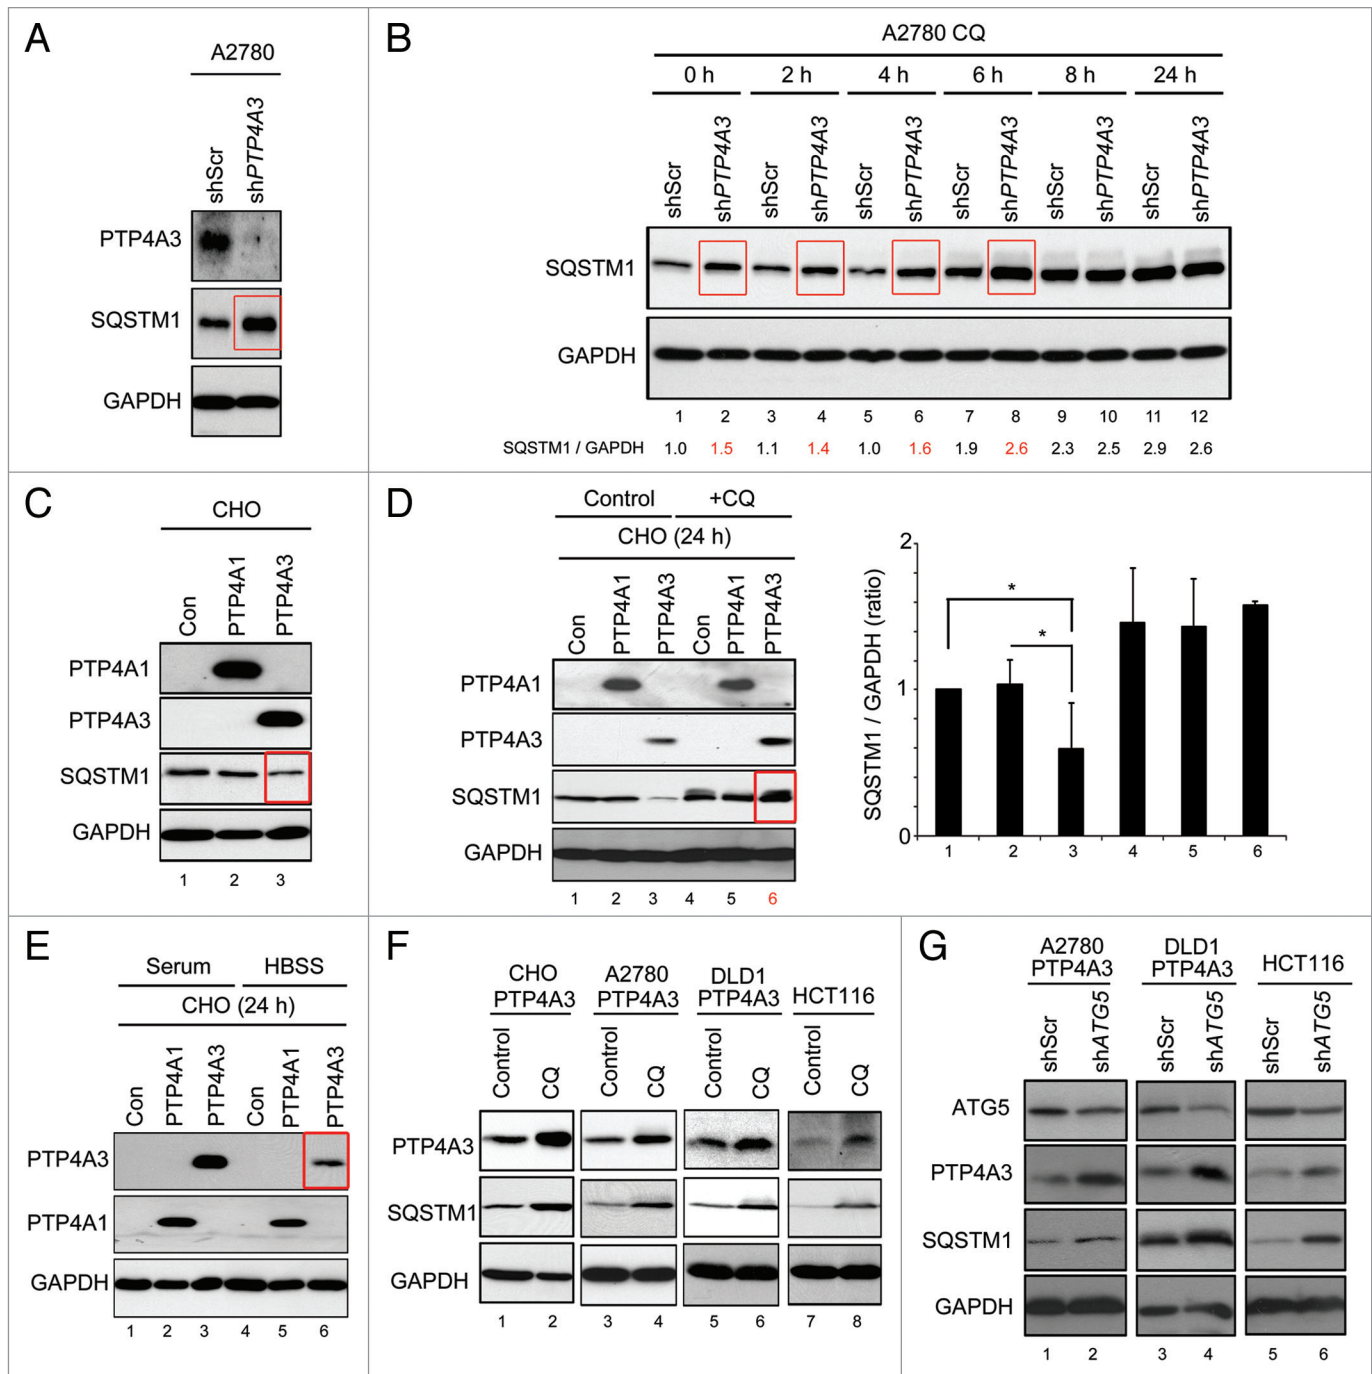 A
A2780
shScr
shPTP4A3
PTP4A3
SQSTM1
GAPDH
B
A2780 CQ
0 h 2 h 4 h 6 h 8 h 24 h
shScr shPTP4A3 shScr shPTP4A3 shScr shPTP4A3 shScr shPTP4A3 shScr shPTP4A3 shScr shPTP4A3
SQSTM1
GAPDH
1 2 3 4 5 6 7 8 9 10 11 12
SQSTM1 / GAPDH 1.0 1.5 1.1 1.4 1.0 1.6 1.9 2.6 2.3 2.5 2.9 2.6
C
CHO
Con PTP4A1 PTP4A3
PTP4A1
PTP4A3
SQSTM1
GAPDH
1 2 3
D
Control +CQ
CHO (24 h)
Con PTP4A1 PTP4A3 Con PTP4A1 PTP4A3
PTP4A1
PTP4A3
SQSTM1
GAPDH
1 2 3 4 5 6
SQSTM1 / GAPDH (ratio)
2
1
0
* *
1 2 3 4 5 6
E
Serum HBSS
CHO (24 h)
Con PTP4A1 PTP4A3 Con PTP4A1 PTP4A3
PTP4A3
PTP4A1
GAPDH
1 2 3 4 5 6
F
CHO A2780 DLD1
PTP4A3 PTP4A3 PTP4A3 HCT116
Control CQ Control CQ Control CQ Control CQ
PTP4A3
SQSTM1
GAPDH
1 2 3 4 5 6 7 8
G
A2780 DLD1
PTP4A3 PTP4A3 HCT116
shScr shATG5 shScr shATG5 shScr shATG5
ATG5
PTP4A3
SQSTM1
GAPDH
1 2 3 4 5 6